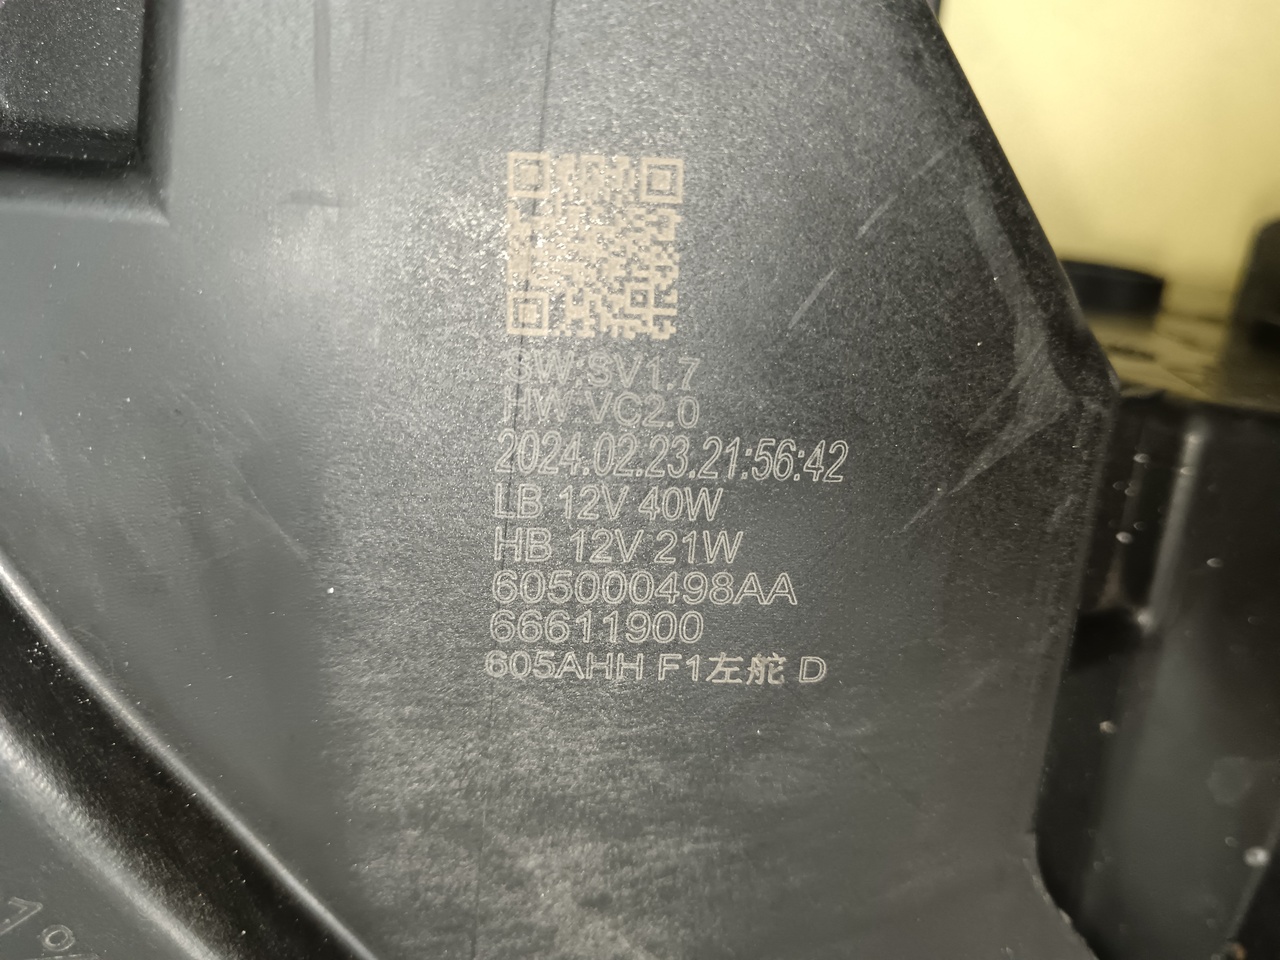 SW:SV1.7
HW:VC2.0
2024.02.23.21:56:42
LB 12V 40W
HB 12V 21W
605000498AA
66611900
605AHH F1左舵 D